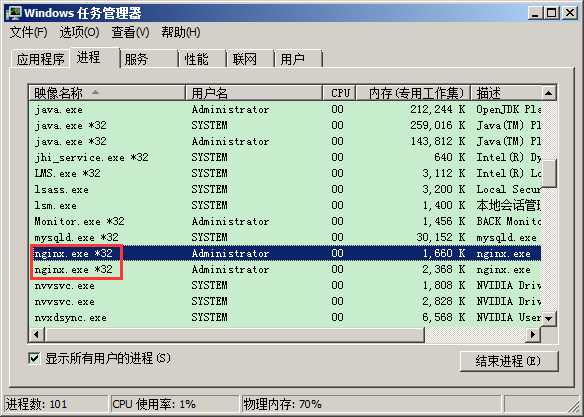 Windows 任务管理器
文件(F) 选项(O) 查看(V) 帮助(H)
应用程序 进程 服务 性能 联网 用户
映像名称 用户名 CPU 内存(专用工作集) 描述
java.exe Administrator 00 212,244 K OpenJDK Pla
java.exe *32 SYSTEM 00 259,016 K Java(TM) Pl
java.exe *32 Administrator 00 143,812 K Java(TM) Pl
jhi_service.exe *32 SYSTEM 00 640 K Intel(R) Dy
LMS.exe *32 SYSTEM 00 3,112 K Intel(R) Lo
lsass.exe SYSTEM 00 3,200 K Local Secur
lsm.exe SYSTEM 00 1,400 K 本地会话管理
Monitor.exe *32 Administrator 00 1,456 K BACK Monito
mysqld.exe *32 SYSTEM 00 30,152 K mysqld.exe
nginx.exe *32 Administrator 00 1,660 K nginx.exe
nginx.exe *32 Administrator 00 2,368 K nginx.exe
nvvsvc.exe SYSTEM 00 1,808 K NVIDIA Driv
nvvsvc.exe SYSTEM 00 2,828 K NVIDIA Driv
nvxdsync.exe SYSTEM 00 6,568 K NVIDIA User
显示所有用户的进程(S) 结束进程(E)
进程数: 101 CPU 使用率: 1% 物理内存: 70%